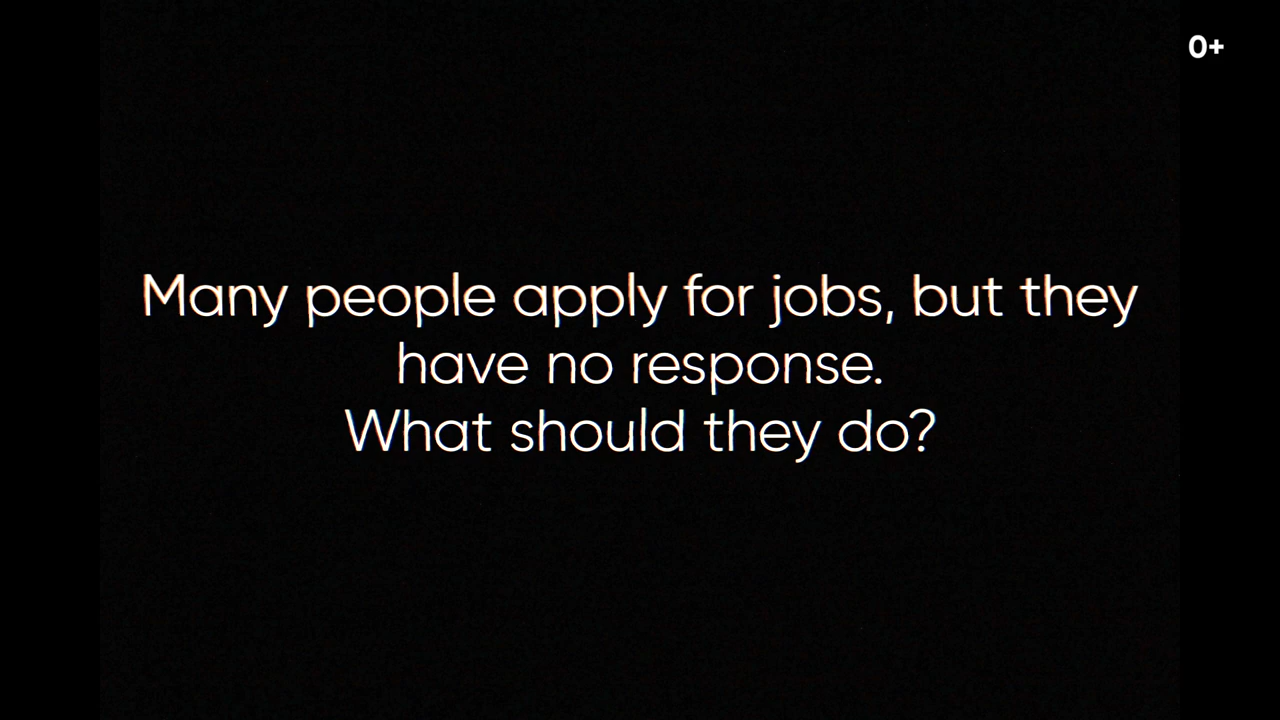 0+
Many people apply for jobs, but they
have no response.
What should they do?